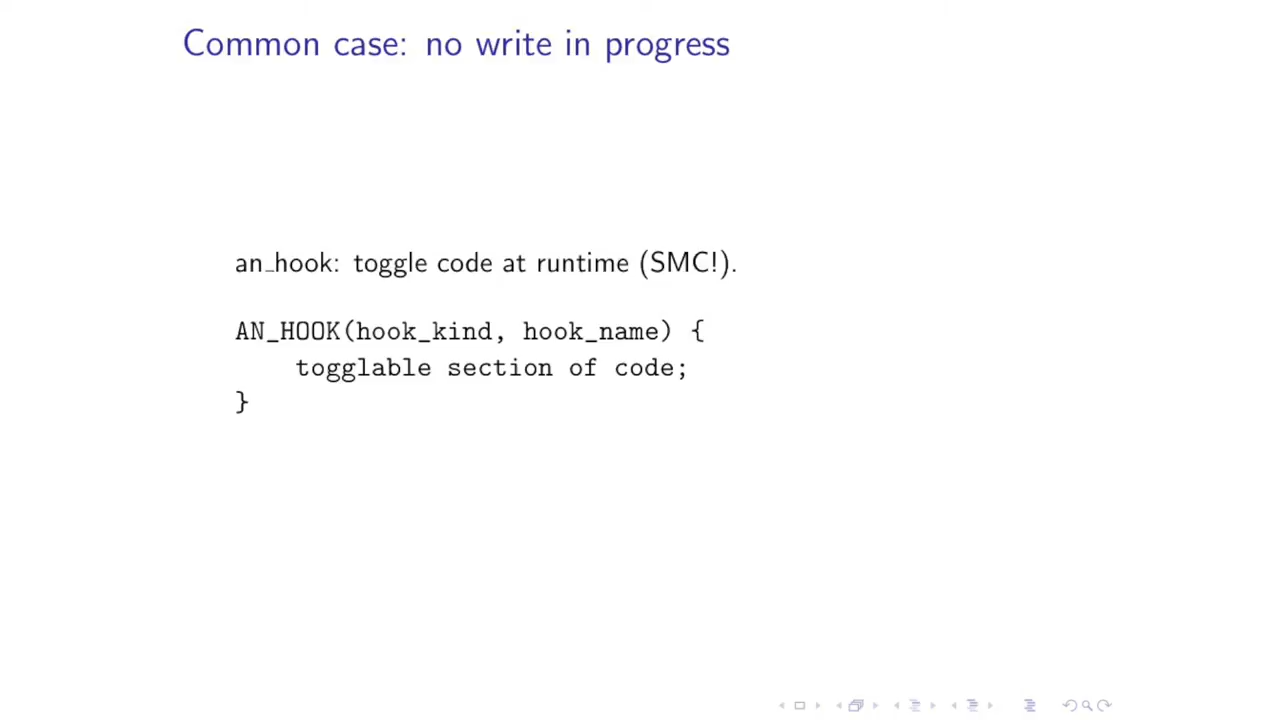 Common case: no write in progress
an_hook: toggle code at runtime (SMC!).
AN_HOOK(hook_kind, hook_name) {
    togglable section of code;
}